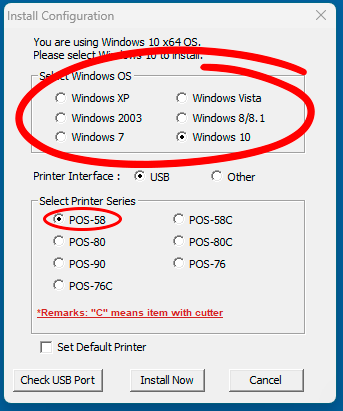 Install Configuration
You are using Windows 10 x64 OS.
Please select Windows 10 to install.
Select Windows OS
Windows XP Windows Vista
Windows 2003 Windows 8/8.1
Windows 7 Windows 10
Printer Interface : USB Other
Select Printer Series
POS-58 POS-58C
POS-80 POS-80C
POS-90 POS-76
POS-76C
*Remarks: "C" means item with cutter
Set Default Printer
Check USB Port Install Now Cancel